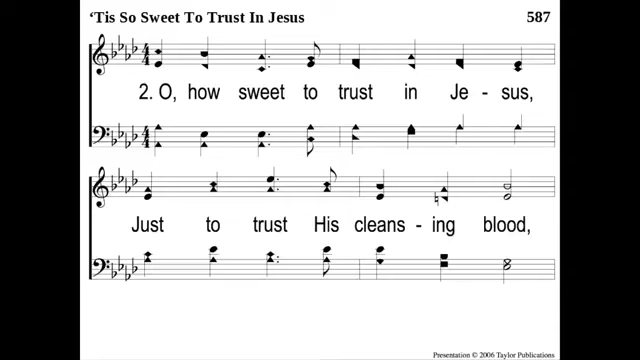 ‘Tis So Sweet To Trust In Jesus 587
2. O, how sweet to trust in Je - sus,
Just to trust His cleans - ing blood,
Presentation © 2006 Taylor Publications